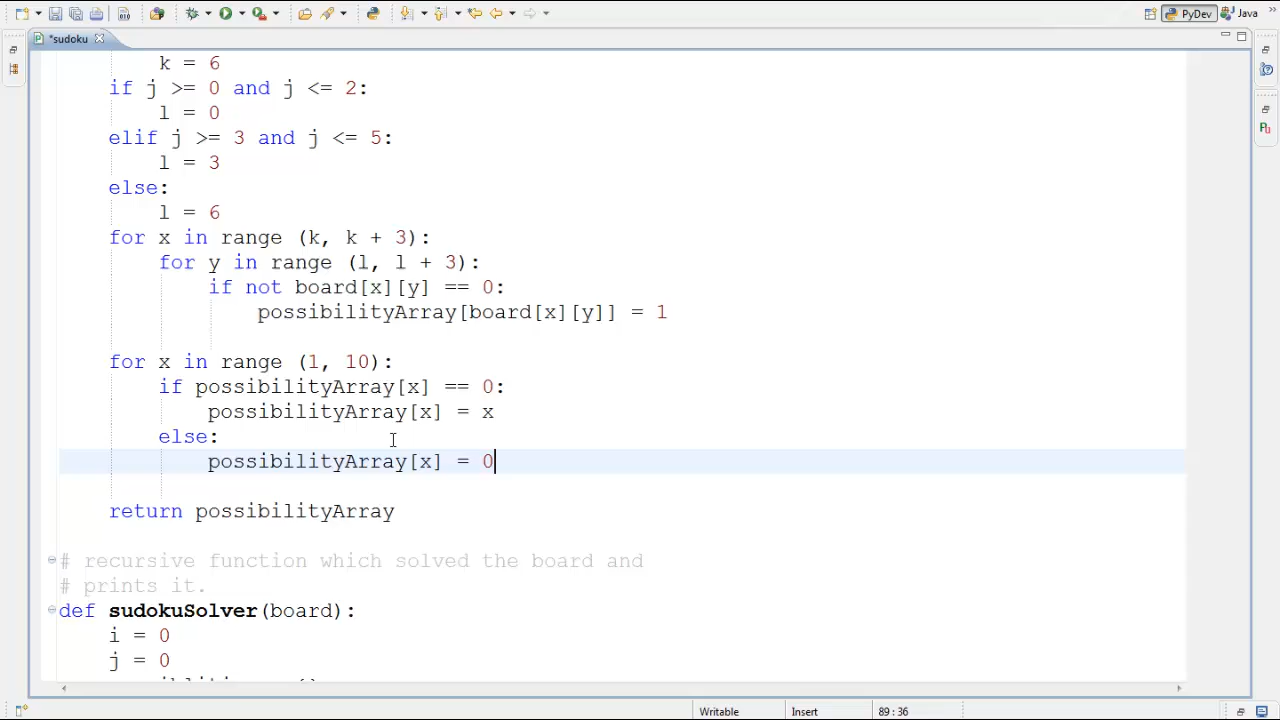 PyDev
Java
*sudoku
k = 6
if j >= 0 and j <= 2:
l = 0
elif j >= 3 and j <= 5:
l = 3
else:
l = 6
for x in range (k, k + 3):
for y in range (l, l + 3):
if not board[x][y] == 0:
possibilityArray[board[x][y]] = 1
for x in range (1, 10):
if possibilityArray[x] == 0:
possibilityArray[x] = x
else:
possibilityArray[x] = 0
return possibilityArray
# recursive function which solved the board and
# prints it.
def sudokuSolver(board):
i = 0
j = 0
Writable Insert 89 : 36